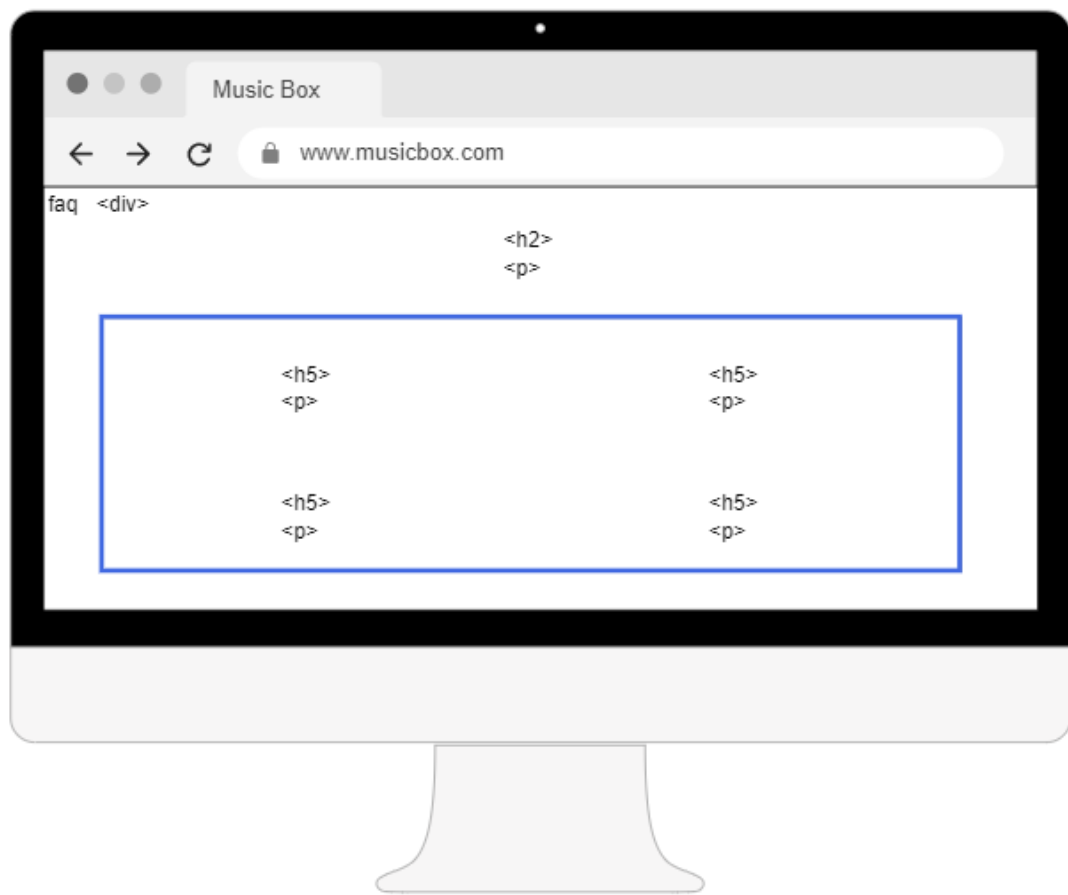 Music Box
www.musicbox.com
faq <div>
<h2>
<p>
<h5> <h5>
<p> <p>
<h5> <h5>
<p> <p>